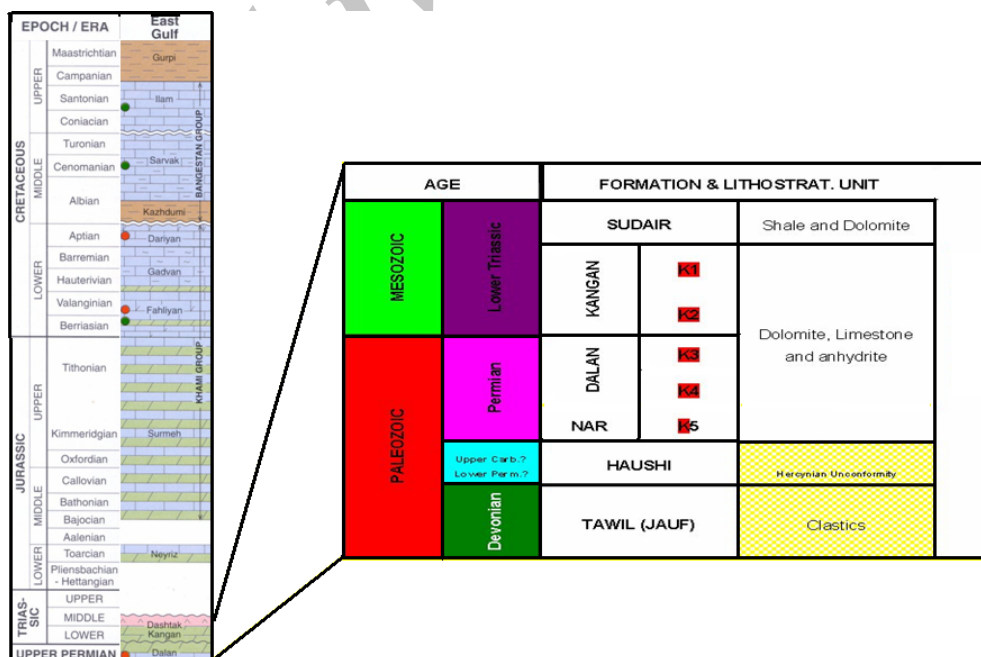 EPOCH / ERA
East
Gulf
CRETACEOUS
UPPER
Maastrichtian
Gurpi
Campanian
Santonian
Ilam
Coniacian
BANGESTAN GROUP
MIDDLE
Turonian
Cenomanian
Sarvak
Albian
Kazhdumi
LOWER
Aptian
Dariyan
Barremian
Gadvan
Hauterivian
Valanginian
Fahliyan
Berriasian
KHAMI GROUP
JURASSIC
UPPER
Tithonian
Kimmeridgian
Surmeh
Oxfordian
MIDDLE
Callovian
Bathonian
Bajocian
Aalenian
LOWER
Toarcian
Neyriz
Pliensbachian
- Hettangian
TRIAS-
SIC
UPPER
MIDDLE
Dashtak
LOWER
Kangan
UPPER PERMIAN
Dalan
AGE
FORMATION & LITHOSTRAT. UNIT
MESOZOIC
Lower Triassic
SUDAIR
Shale and Dolomite
KANGAN
K1
K2
Dolomite, Limestone
and anhydrite
PALEOZOIC
Permian
DALAN
K3
K4
NAR
K5
Upper Carb.?
Lower Perm.?
HAUSHI
Hercynian Unconformity
Devonian
TAWIL (JAUF)
Clastics